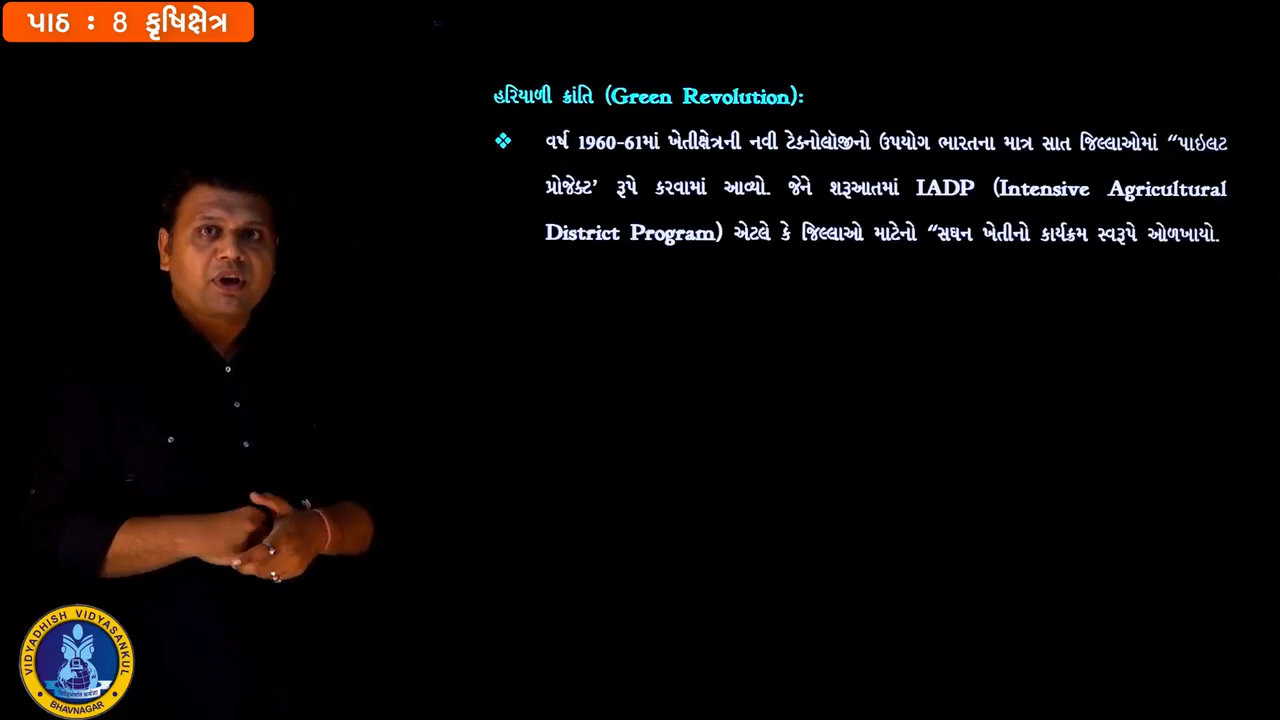 પાઠ : 8 કૃષિક્ષેત્ર
હરિયાળી ક્રાંતિ (Green Revolution):
❖ વર્ષ 1960-61માં ખેતીક્ષેત્રની નવી ટેક્નોલૉજીનો ઉપયોગ ભારતના માત્ર સાત જિલ્લાઓમાં “પાઇલટ
પ્રોજેક્ટ’ રૂપે કરવામાં આવ્યો. જેને શરૂઆતમાં IADP (Intensive Agricultural
District Program) એટલે કે જિલ્લાઓ માટેનો “સઘન ખેતીનો કાર્યક્રમ સ્વરૂપે ઓળખાયો.
VIDYADHISH VIDYASANKUL
BHAVNAGAR